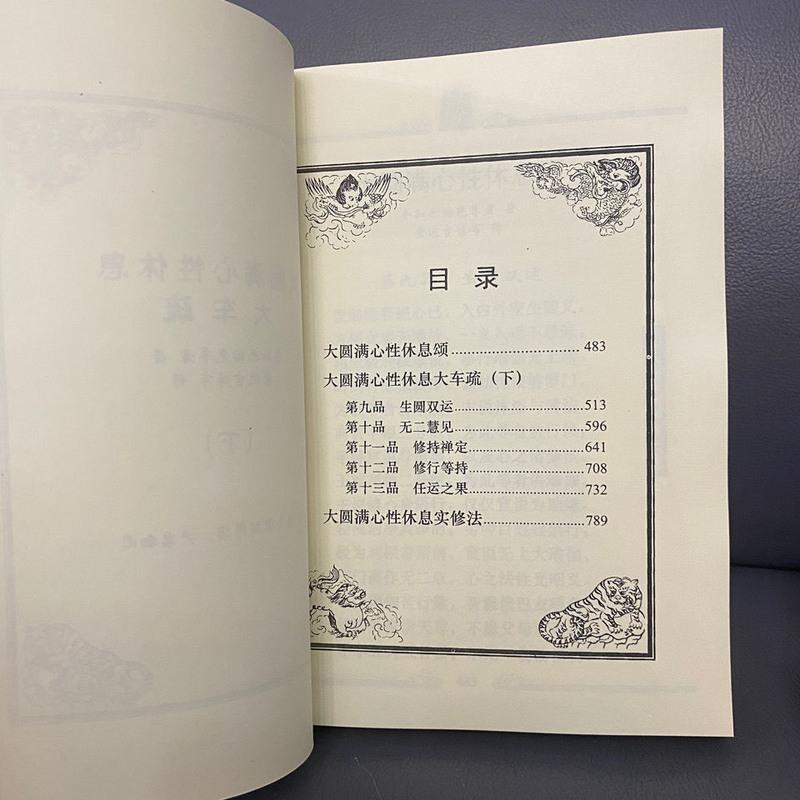 目录
大圆满心性休息颂……………… 483
大圆满心性休息大车疏（下）
第九品 生圆双运……………… 513
第十品 无二慧见……………… 596
第十一品 修持禅定……………… 641
第十二品 修行等持……………… 708
第十三品 任运之果……………… 732
大圆满心性休息实修法……………… 789